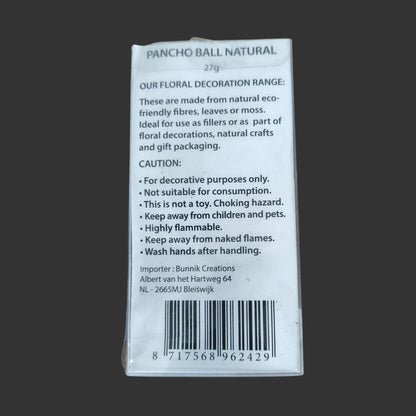 PANCHO BALL NATURAL
27g
OUR FLORAL DECORATION RANGE:
These are made from natural eco-
friendly fibres, leaves or moss.
Ideal for use as fillers or as part of
floral decorations, natural crafts
and gift packaging.
CAUTION:
• For decorative purposes only.
• Not suitable for consumption.
• This is not a toy. Choking hazard.
• Keep away from children and pets.
• Highly flammable.
• Keep away from naked flames.
• Wash hands after handling.
Importer : Bunnik Creations
Albert van het Hartweg 64
NL - 2665MJ Bleiswijk
8 717568 962429